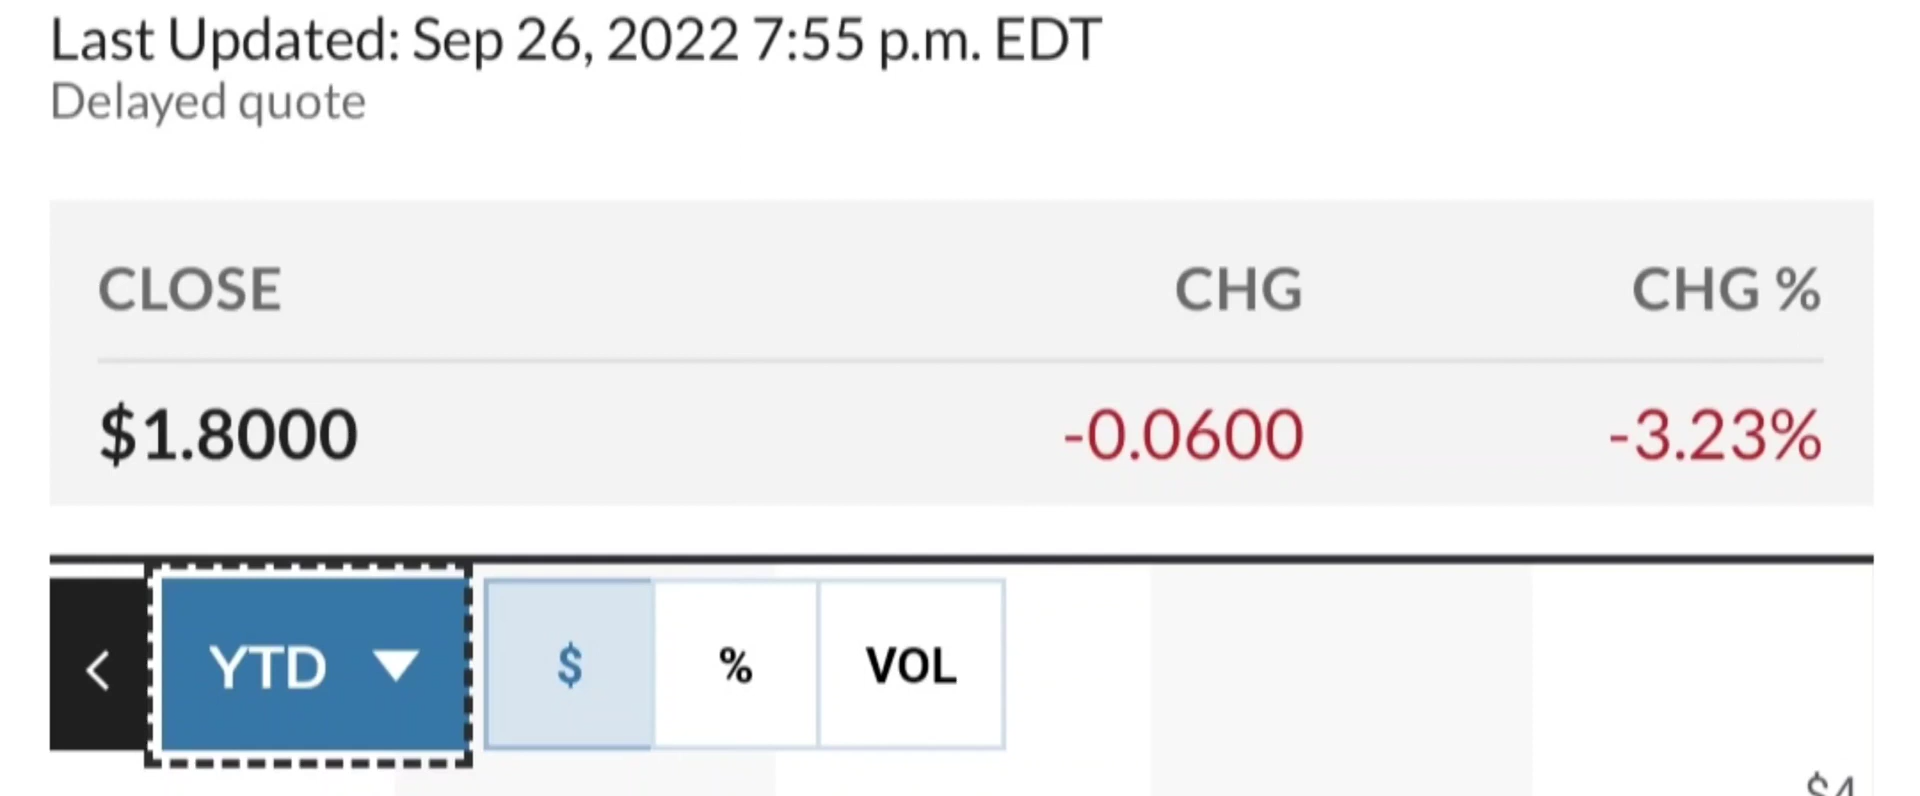 Last Updated: Sep 26, 2022 7:55 p.m. EDT
Delayed quote
CLOSE CHG CHG %
$1.8000 -0.0600 -3.23%
YTD $ % VOL
$4